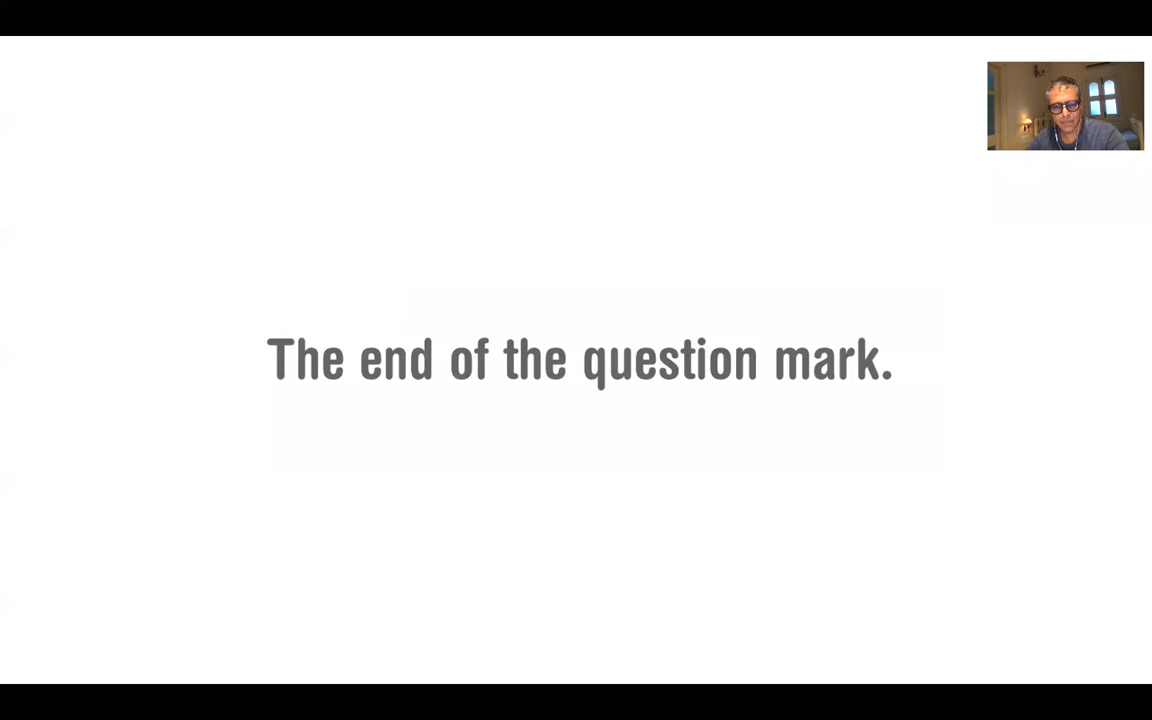 The end of the question mark.